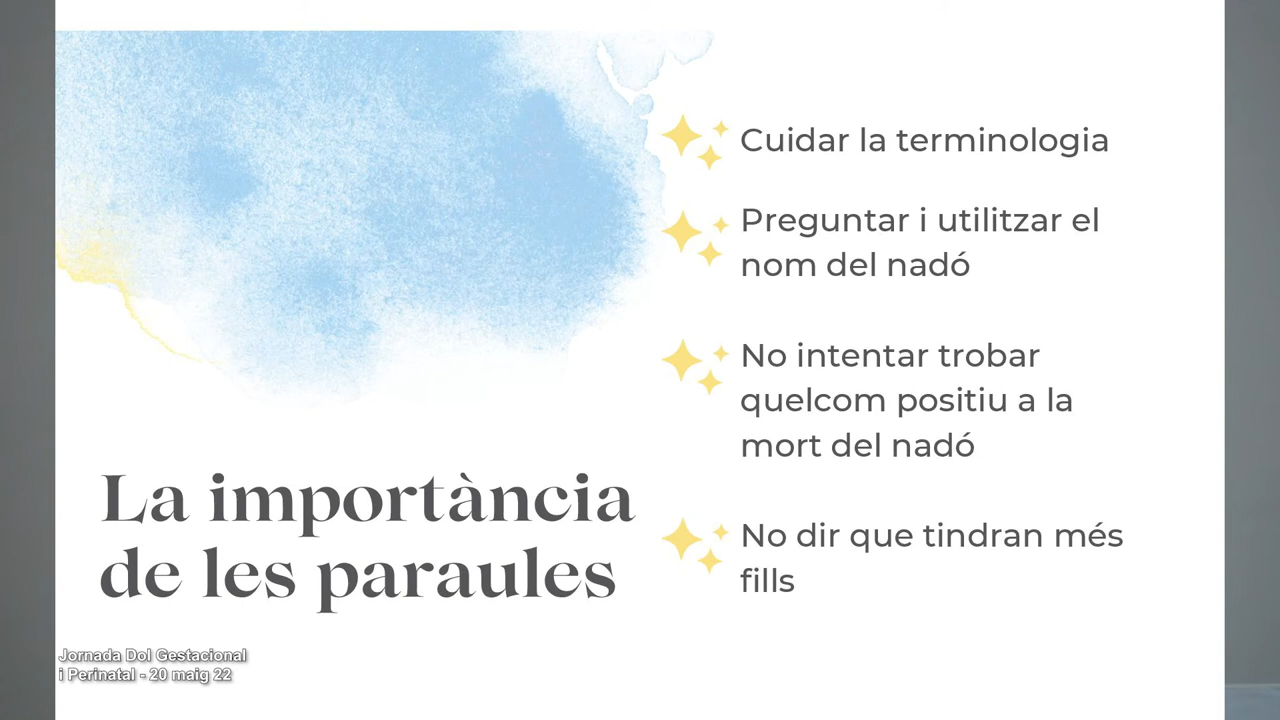 La importància
de les paraules
Cuidar la terminologia
Preguntar i utilitzar el
nom del nadó
No intentar trobar
quelcom positiu a la
mort del nadó
No dir que tindran més
fills
Jornada Dol Gestacional
i Perinatal - 20 maig 22